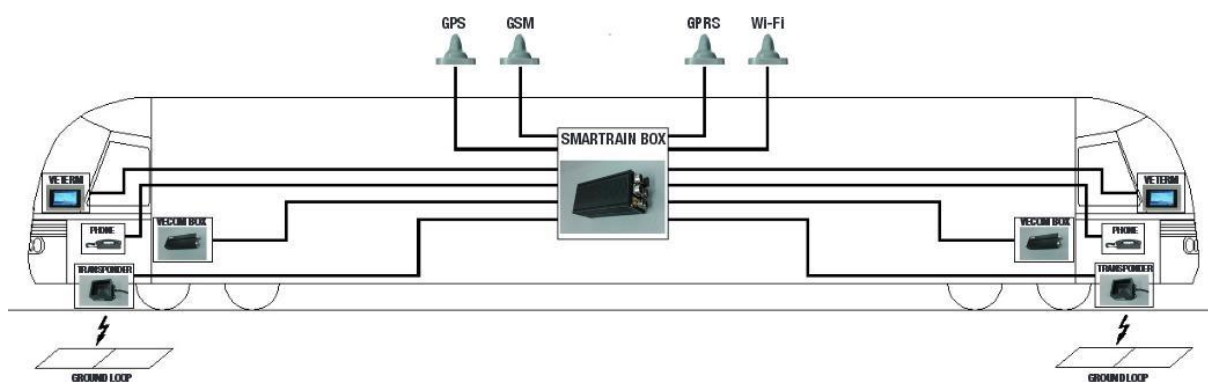 GPS
GSM
GPRS
Wi-Fi
SMARTRAIN BOX
VETERM
VETERM
VECOM BOX
VECOM BOX
PHONE
PHONE
TRANSPONDER
TRANSPONDER
GROUND LOOP
GROUND LOOP